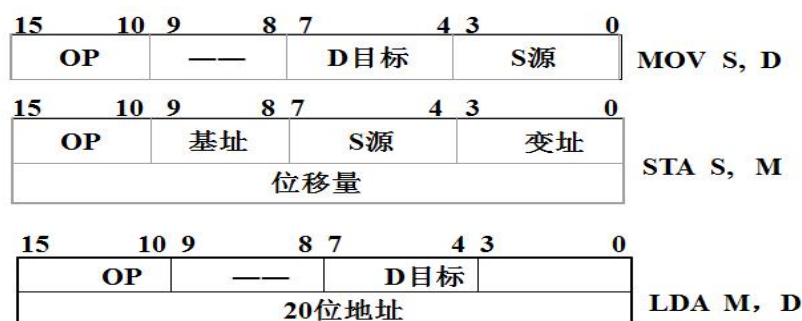 15 10 9 8 7 4 3 0
OP —— D目标 S源 MOV S, D
15 10 9 8 7 4 3 0
OP 基址 S源 变址
位移量 STA S, M
15 10 9 8 7 4 3 0
OP —— D目标
20位地址 LDA M，D